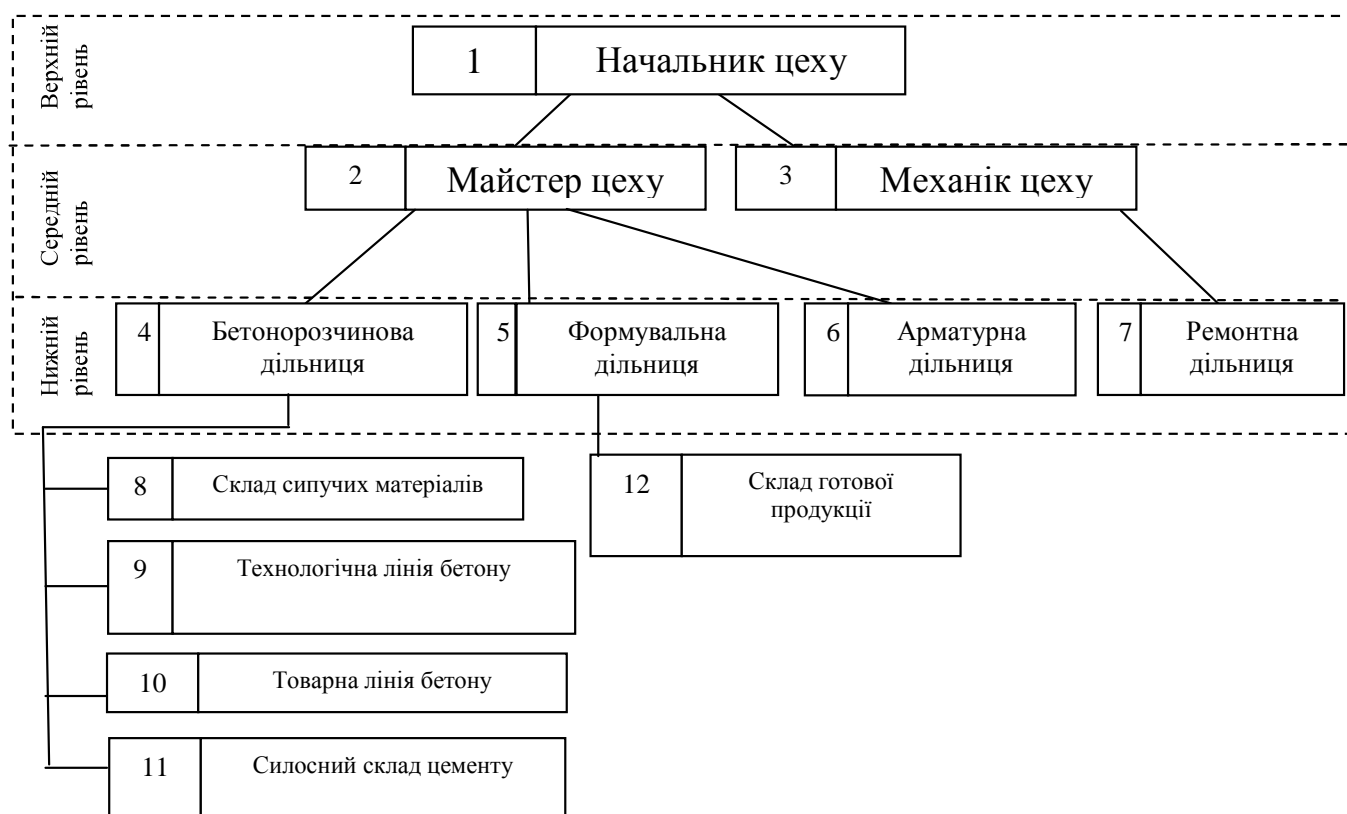 Верхній
рівень
1
Начальник цеху
Середній
рівень
2
Майстер цеху
3
Механік цеху
Нижній
рівень
4
Бетонорозчинова
дільниця
5
Формувальна
дільниця
6
Арматурна
дільниця
7
Ремонтна
дільниця
8
Склад сипучих матеріалів
12
Склад готової
продукції
9
Технологічна лінія бетону
10
Товарна лінія бетону
11
Силосний склад цементу